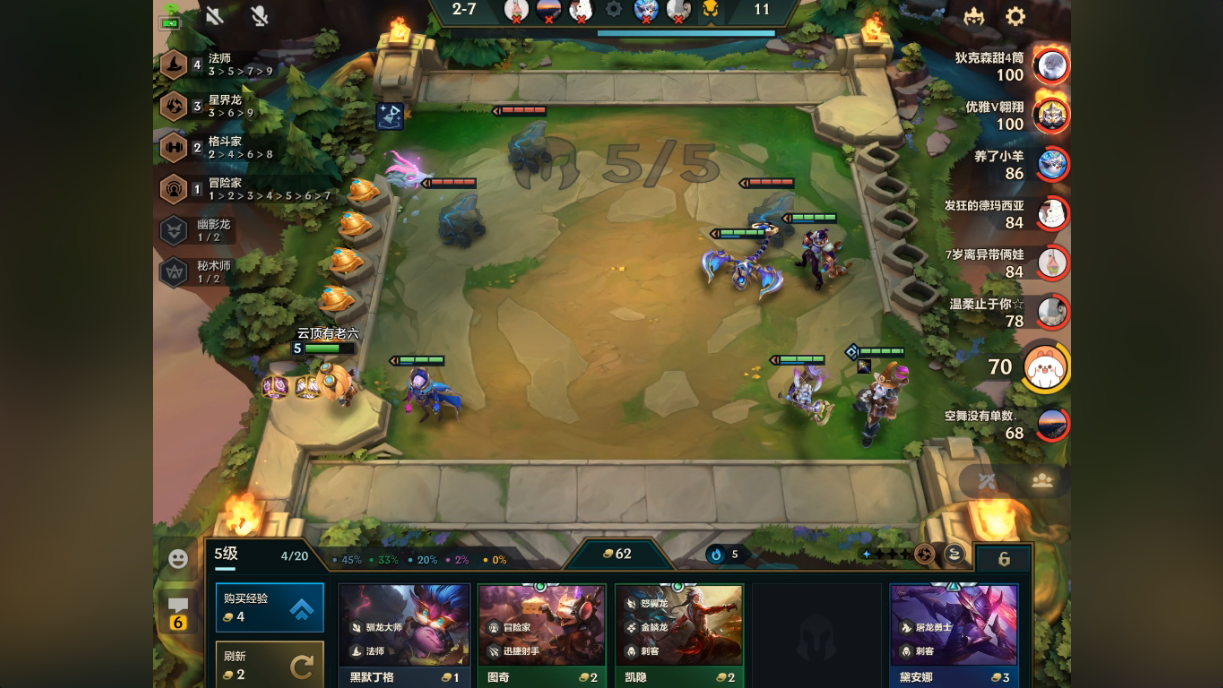 2-7
11
4
法师
3 > 5 > 7 > 9
3
星界龙
3 > 6 > 9
2
格斗家
2 > 4 > 6 > 8
1
冒险家
1 > 2 > 3 > 4 > 5 > 6 > 7
幽影龙
1 / 2
秘术师
1 / 2
5/5
狄克森甜4筒
100
优雅V翱翔
100
养了小羊
86
发狂的德玛西亚
84
7岁离异带俩娃
84
温柔止于你☆
78
70
空舞没有单数.
68
云顶有老六
5
5级
4/20
45%
33%
20%
2%
0%
62
5
6
6
购买经验
4
刷新
2
驯龙大师
法师
黑默丁格
1
冒险家
迅捷射手
图奇
2
怒翼龙
金鳞龙
刺客
凯隐
2
屠龙勇士
刺客
黛安娜
3